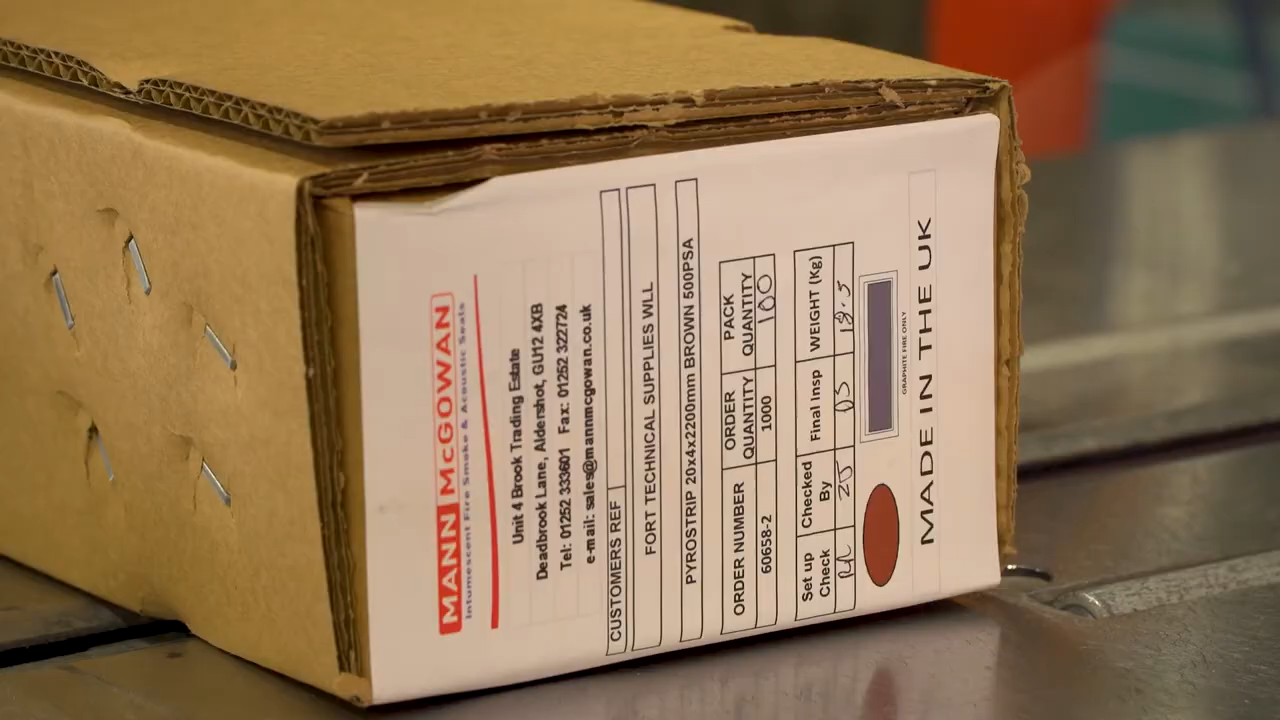 MANN McGOWAN
Intumescent Fire Smoke & Acoustic Seals
Unit 4 Brook Trading Estate
Deadbrook Lane, Aldershot, GU12 4XB
Tel: 01252 333601 Fax: 01252 322724
e-mail: sales@mannmcgowan.co.uk
CUSTOMERS REF
FORT TECHNICAL SUPPLIES WLL
PYROSTRIP 20x4x2200mm BROWN 500PSA
ORDER NUMBER ORDER QUANTITY PACK QUANTITY
60658-2 1000 100
Set up Check Checked By Final Insp WEIGHT (Kg)
GRAPHITE FIRE ONLY
MADE IN THE UK